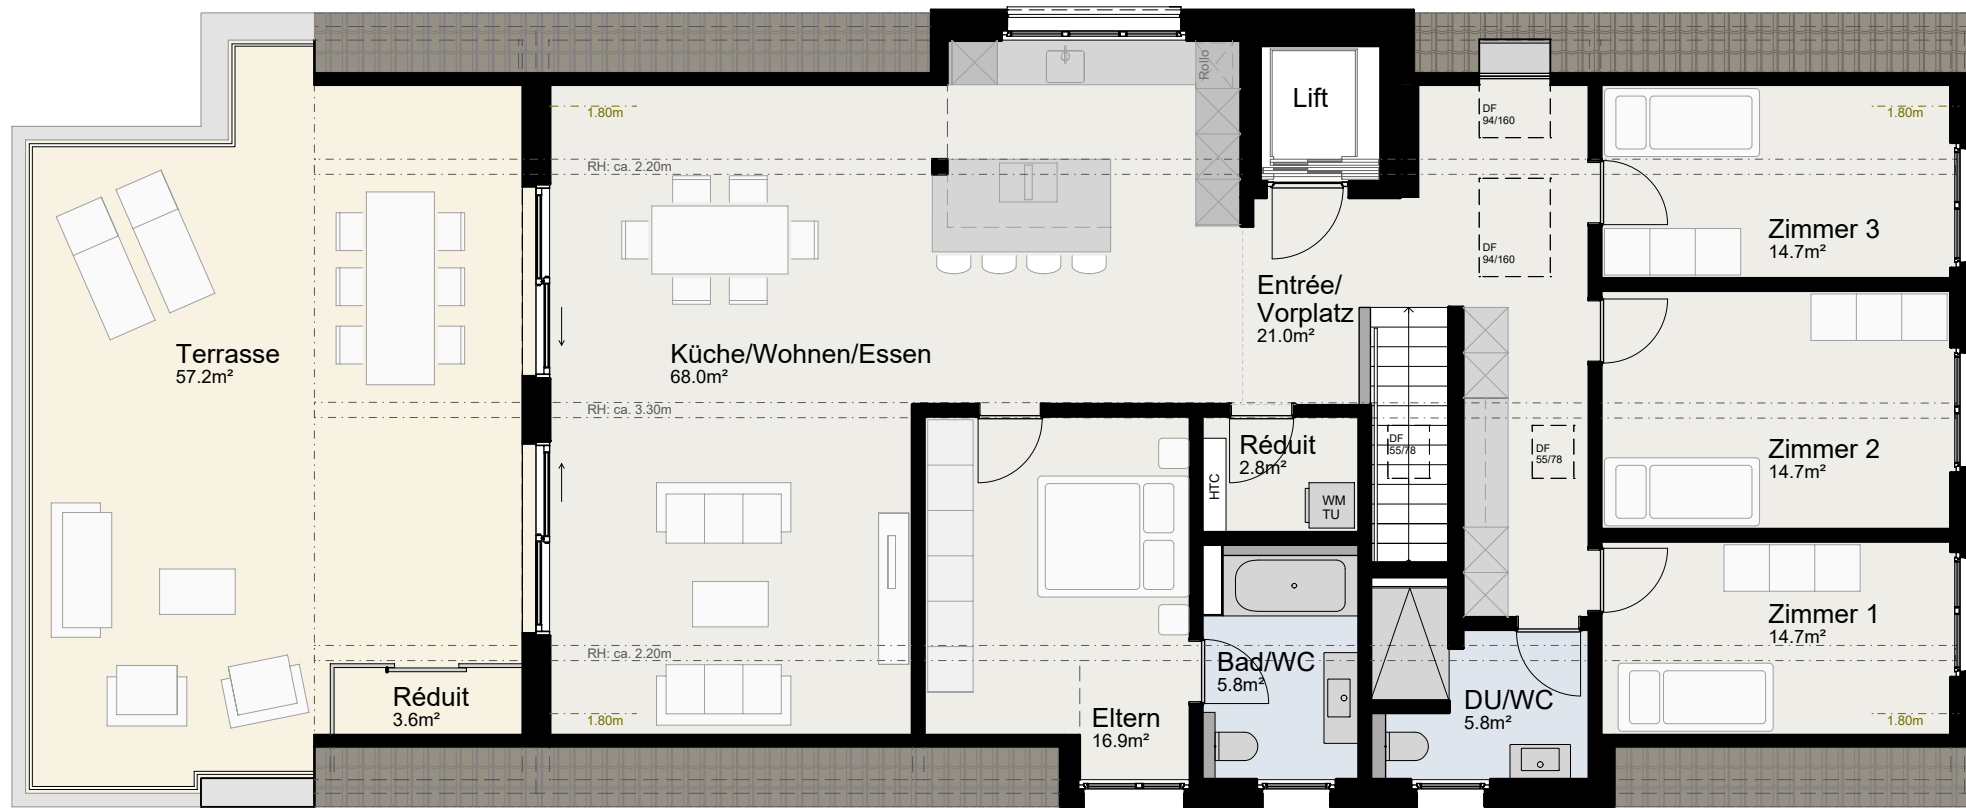 Rollo
Lift
DF
94/160
1.80m
1.80m
RH: ca. 2.20m
Zimmer 3
14.7m²
DF
94/160
Entrée/
Vorplatz
21.0m²
Terrasse
57.2m²
Küche/Wohnen/Essen
68.0m²
RH: ca. 3.30m
Réduit
2.8m²
HTC
WM
TU
DF
55/78
DF
55/78
Zimmer 2
14.7m²
Zimmer 1
14.7m²
RH: ca. 2.20m
Bad/WC
5.8m²
Réduit
3.6m²
DU/WC
5.8m²
Eltern
16.9m²
1.80m
1.80m